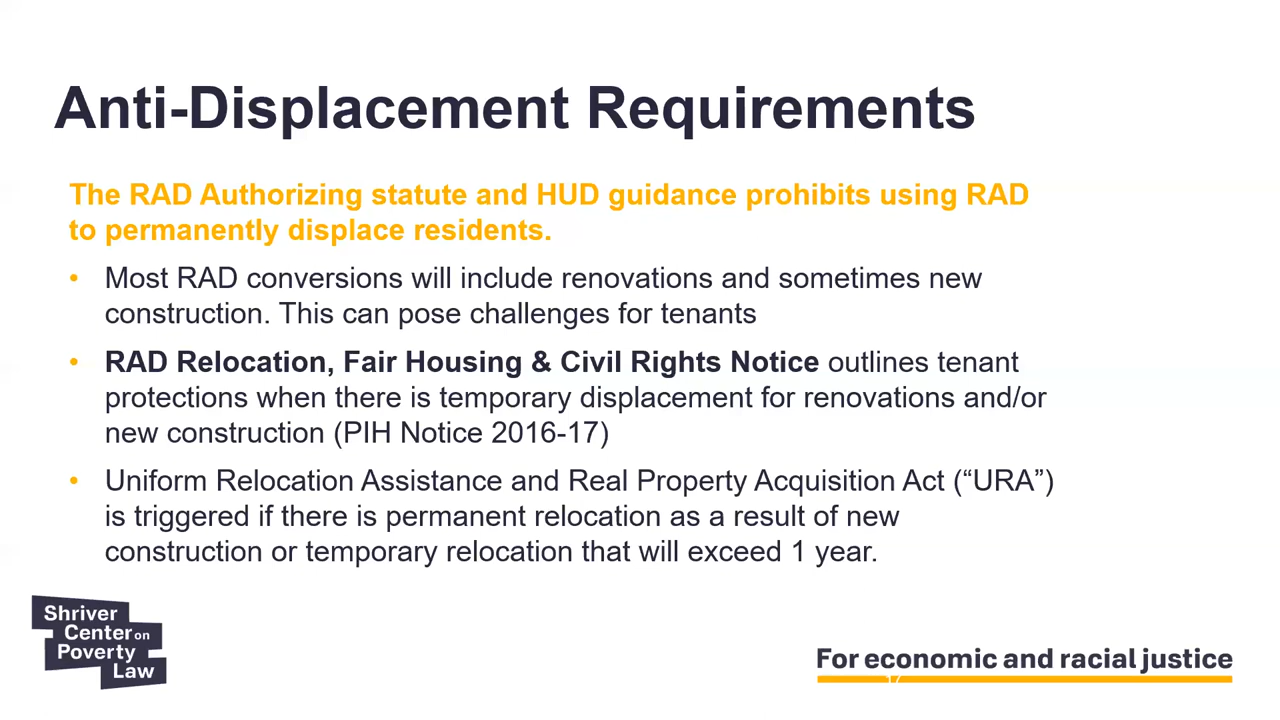 Anti-Displacement Requirements
The RAD Authorizing statute and HUD guidance prohibits using RAD
to permanently displace residents.
• Most RAD conversions will include renovations and sometimes new
construction. This can pose challenges for tenants
• RAD Relocation, Fair Housing & Civil Rights Notice outlines tenant
protections when there is temporary displacement for renovations and/or
new construction (PIH Notice 2016-17)
• Uniform Relocation Assistance and Real Property Acquisition Act (“URA”)
is triggered if there is permanent relocation as a result of new
construction or temporary relocation that will exceed 1 year.
Shriver
Center on
Poverty
Law
For economic and racial justice
17